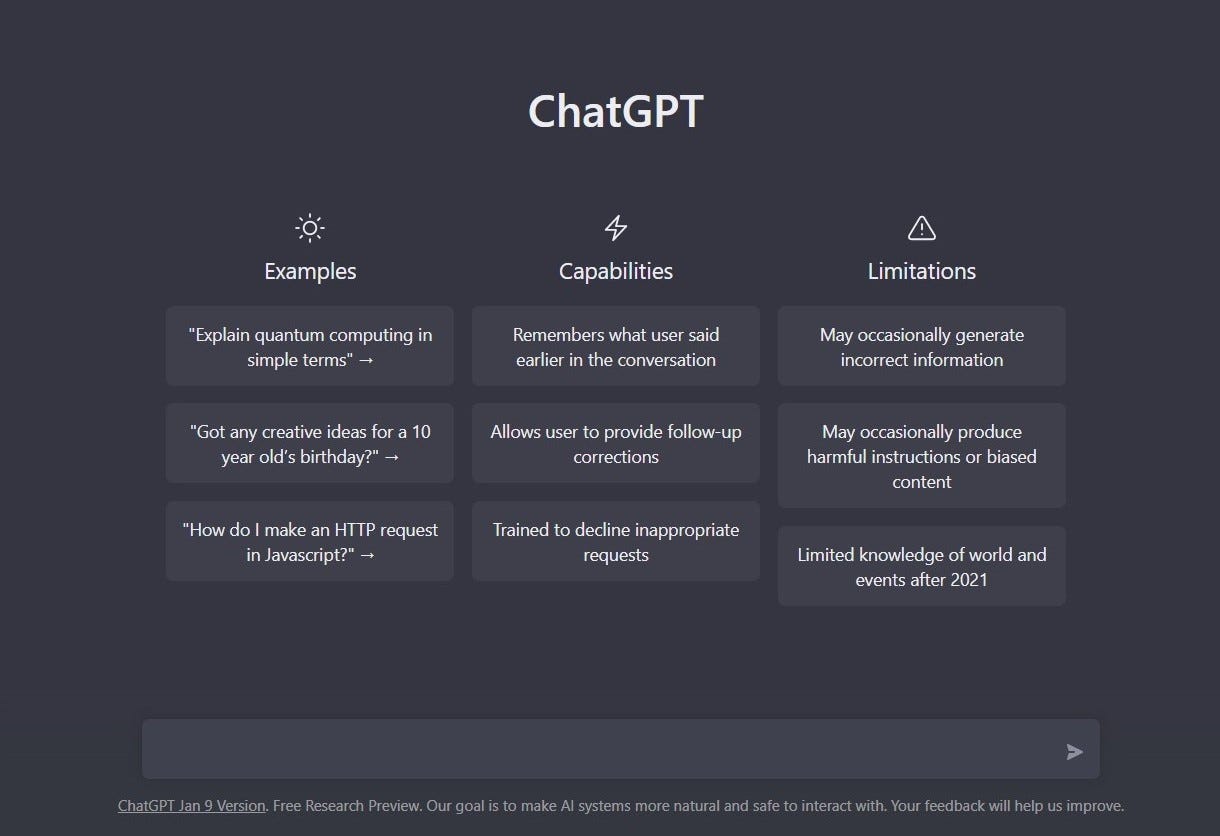 ChatGPT
Examples
"Explain quantum computing in
simple terms" →
"Got any creative ideas for a 10
year old’s birthday?" →
"How do I make an HTTP request
in Javascript?" →
Capabilities
Remembers what user said
earlier in the conversation
Allows user to provide follow-up
corrections
Trained to decline inappropriate
requests
Limitations
May occasionally generate
incorrect information
May occasionally produce
harmful instructions or biased
content
Limited knowledge of world and
events after 2021
ChatGPT Jan 9 Version. Free Research Preview. Our goal is to make AI systems more natural and safe to interact with. Your feedback will help us improve.